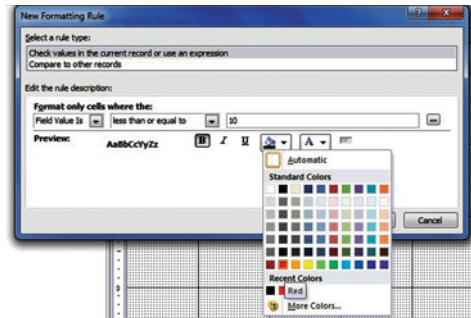 New Formatting Rule
Select a rule type:
Check values in the current record or use an expression
Compare to other records
Edit the rule description:
Format only cells where the:
Field Value Is less than or equal to 10
Preview: AaBbCcYyZz B I U A
Automatic
Standard Colors
Cancel
Recent Colors
Red
More Colors...
3